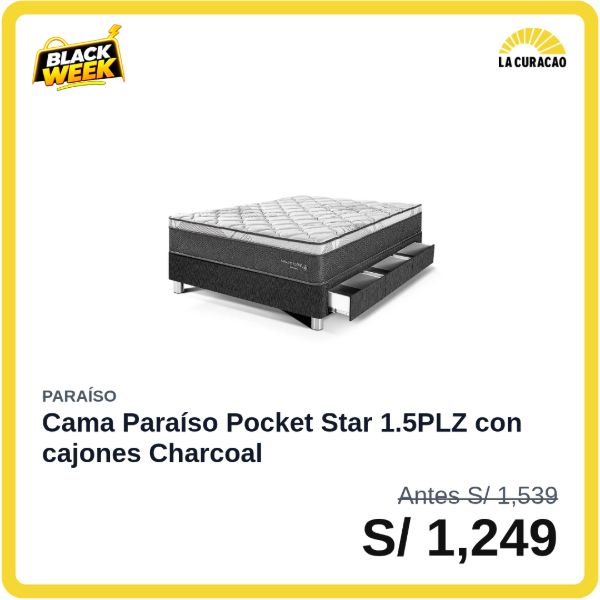 BLACK
WEEK
LA CURACAO
PARAÍSO
Cama Paraíso Pocket Star 1.5PLZ con
cajones Charcoal
Antes S/ 1,539
S/ 1,249